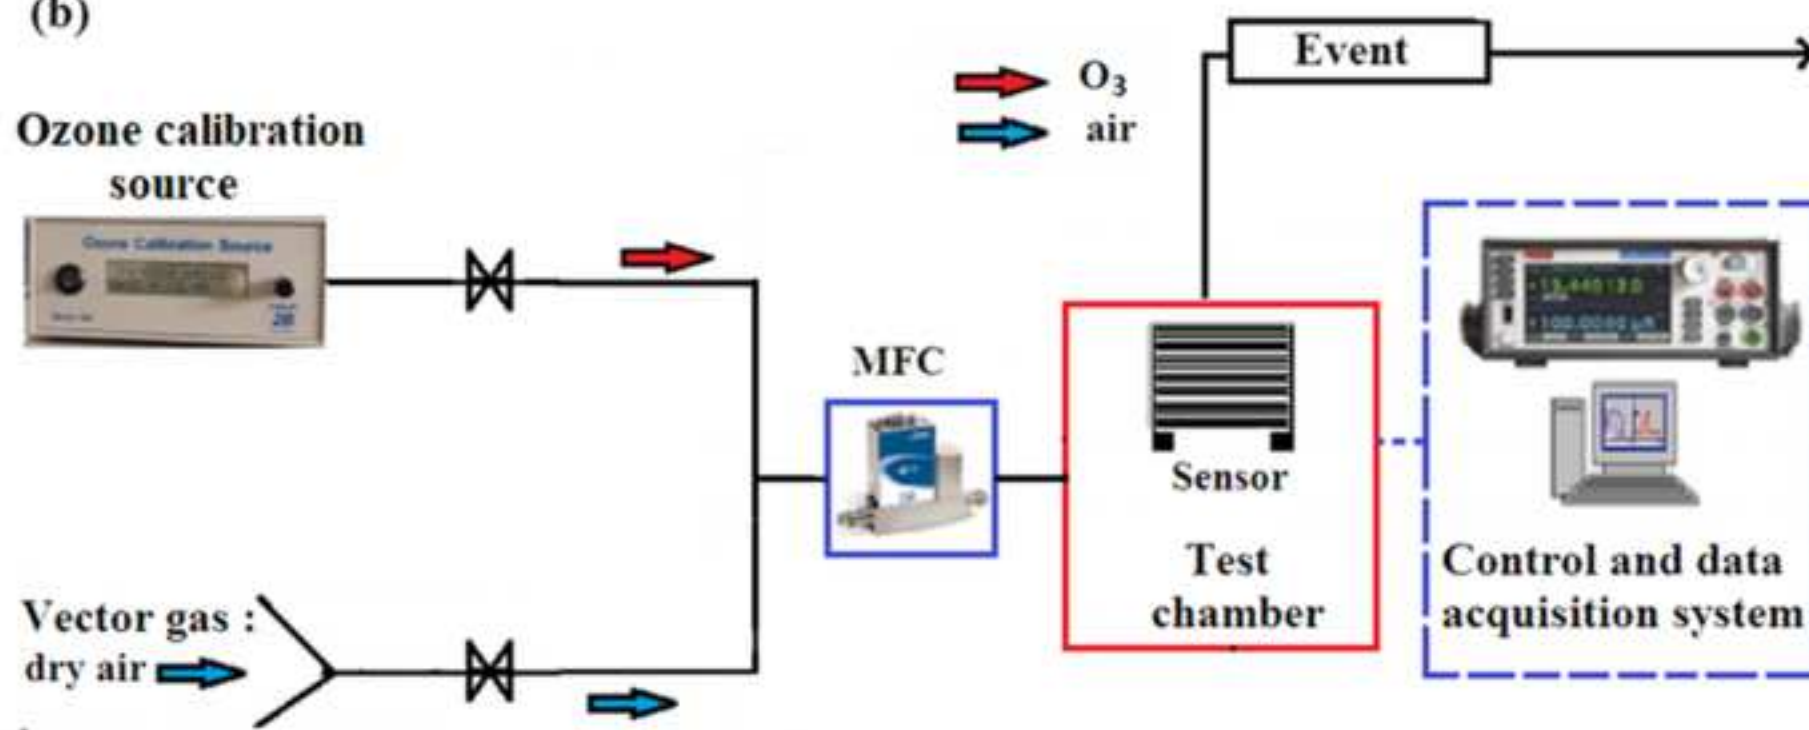 (b)
Event
O₃
air
Ozone calibration
source
Ozone Calibration Source
MFC
Sensor
Test
chamber
Control and data
acquisition system
Vector gas :
dry air